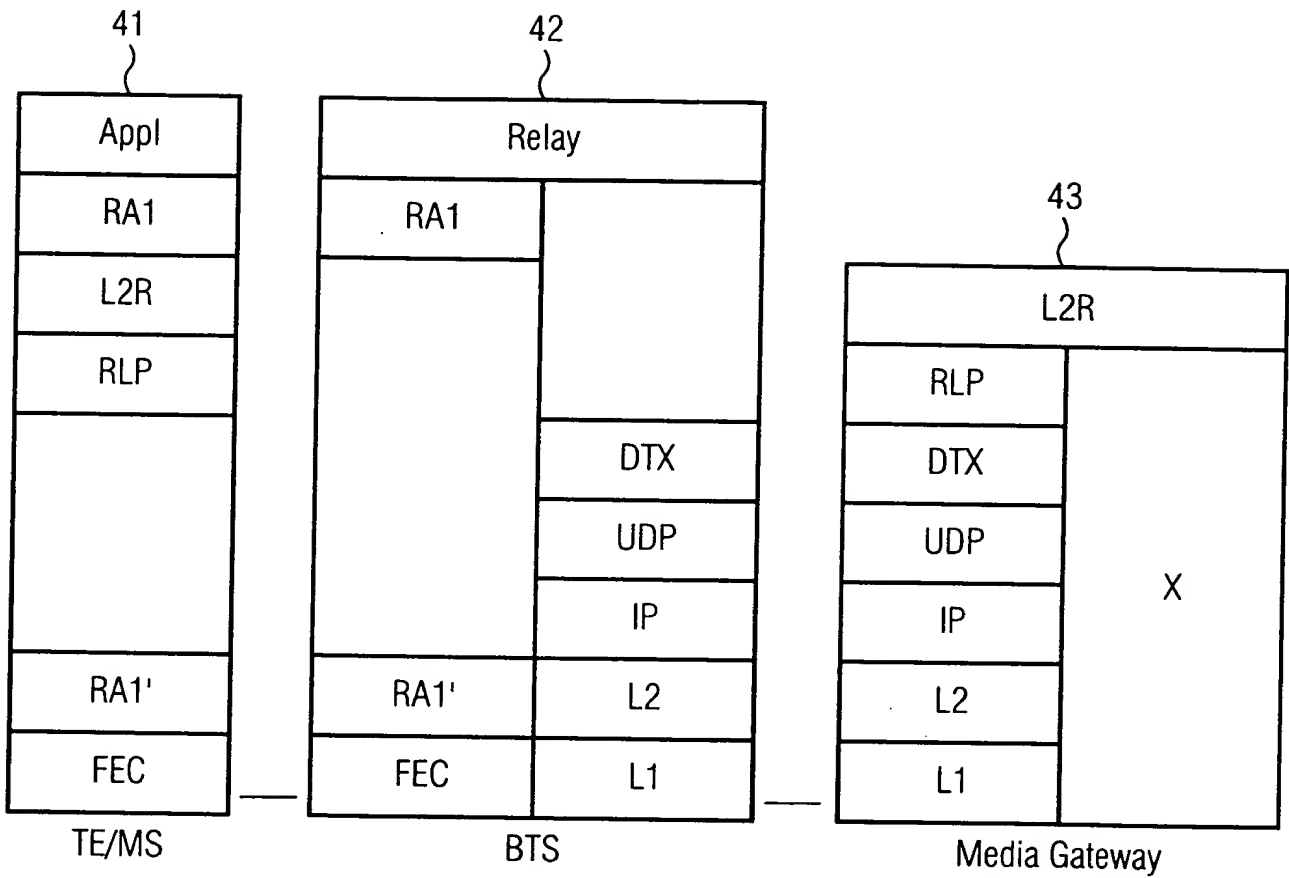 41
Appl
RA1
L2R
RLP
RA1'
FEC
TE/MS
42
Relay
RA1
RA1'
FEC
DTX
UDP
IP
L2
L1
BTS
43
L2R
RLP
DTX
UDP
IP
L2
L1
X
Media Gateway